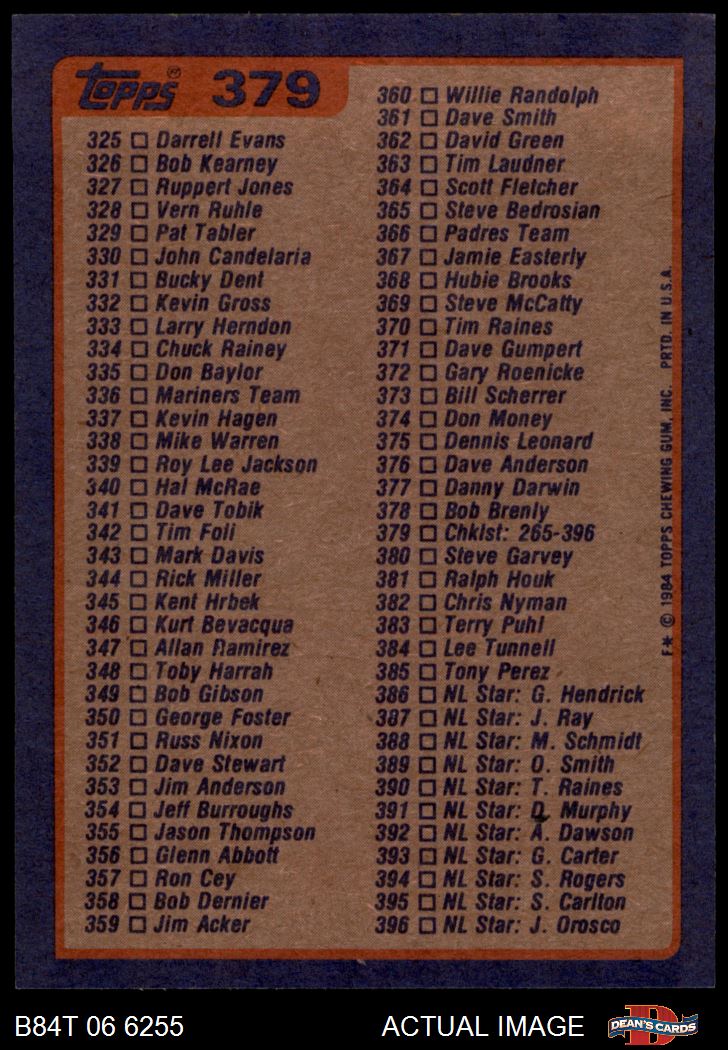 Topps® 379
325 Darrell Evans
326 Bob Kearney
327 Ruppert Jones
328 Vern Ruhle
329 Pat Tabler
330 John Candelaria
331 Bucky Dent
332 Kevin Gross
333 Larry Herndon
334 Chuck Rainey
335 Don Baylor
336 Mariners Team
337 Kevin Hagen
338 Mike Warren
339 Roy Lee Jackson
340 Hal McRae
341 Dave Tobik
342 Tim Foli
343 Mark Davis
344 Rick Miller
345 Kent Hrbek
346 Kurt Bevacqua
347 Allan Ramirez
348 Toby Harrah
349 Bob Gibson
350 George Foster
351 Russ Nixon
352 Dave Stewart
353 Jim Anderson
354 Jeff Burroughs
355 Jason Thompson
356 Glenn Abbott
357 Ron Cey
358 Bob Dernier
359 Jim Acker
360 Willie Randolph
361 Dave Smith
362 David Green
363 Tim Laudner
364 Scott Fletcher
365 Steve Bedrosian
366 Padres Team
367 Jamie Easterly
368 Hubie Brooks
369 Steve McCatty
370 Tim Raines
371 Dave Gumpert
372 Gary Roenicke
373 Bill Scherrer
374 Don Money
375 Dennis Leonard
376 Dave Anderson
377 Danny Darwin
378 Bob Brenly
379 Chklst: 265-396
380 Steve Garvey
381 Ralph Houk
382 Chris Nyman
383 Terry Puhl
384 Lee Tunnell
385 Tony Perez
386 NL Star: G. Hendrick
387 NL Star: J. Ray
388 NL Star: M. Schmidt
389 NL Star: O. Smith
390 NL Star: T. Raines
391 NL Star: D. Murphy
392 NL Star: A. Dawson
393 NL Star: G. Carter
394 NL Star: S. Rogers
395 NL Star: S. Carlton
396 NL Star: J. Orosco
F* © 1984 TOPPS CHEWING GUM, INC. PRTD. IN U.S.A.
B84T 06 6255 ACTUAL IMAGE
D
DEAN'S CARDS